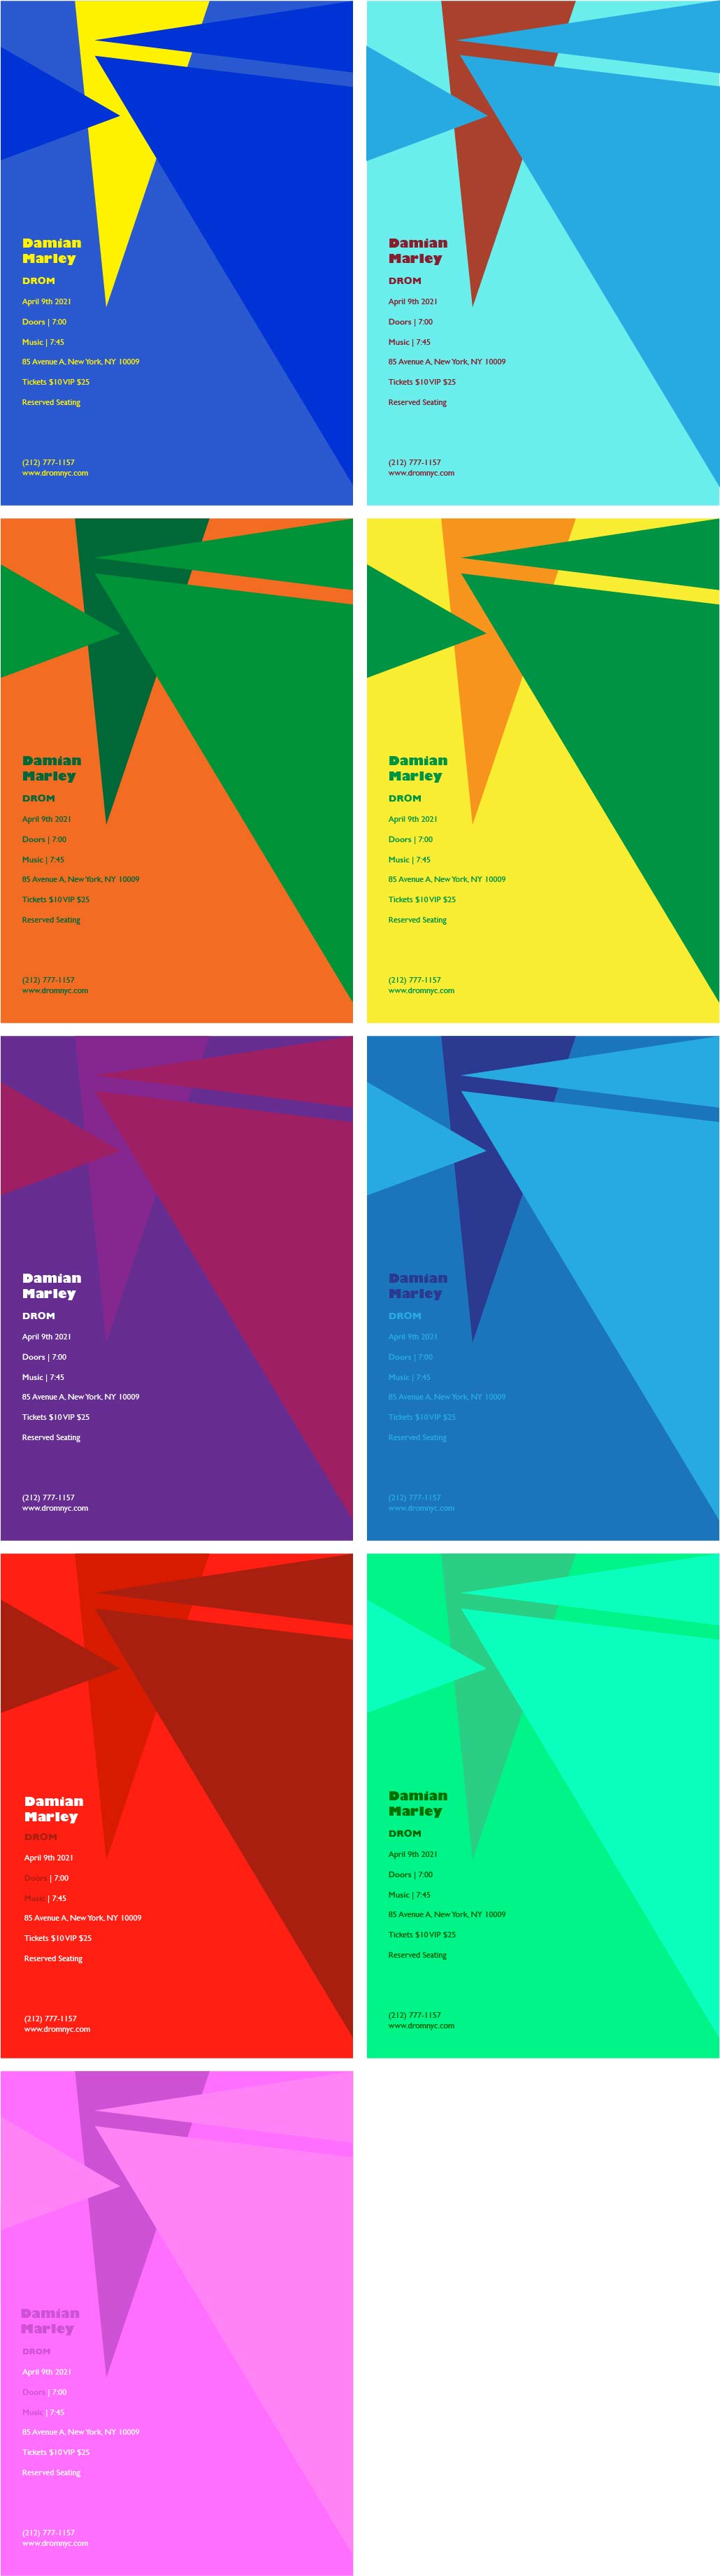 Damian
Marley
DROM
April 9th 2021
Doors | 7:00
Music | 7:45
85 Avenue A, New York, NY 10009
Tickets $10 VIP $25
Reserved Seating
(212) 777-1157
www.dromnyc.com
Damian
Marley
DROM
April 9th 2021
Doors | 7:00
Music | 7:45
85 Avenue A, New York, NY 10009
Tickets $10 VIP $25
Reserved Seating
(212) 777-1157
www.dromnyc.com
Damian
Marley
DROM
April 9th 2021
Doors | 7:00
Music | 7:45
85 Avenue A, New York, NY 10009
Tickets $10 VIP $25
Reserved Seating
(212) 777-1157
www.dromnyc.com
Damian
Marley
DROM
April 9th 2021
Doors | 7:00
Music | 7:45
85 Avenue A, New York, NY 10009
Tickets $10 VIP $25
Reserved Seating
(212) 777-1157
www.dromnyc.com
Damian
Marley
DROM
April 9th 2021
Doors | 7:00
Music | 7:45
85 Avenue A, New York, NY 10009
Tickets $10 VIP $25
Reserved Seating
(212) 777-1157
www.dromnyc.com
Damian
Marley
DROM
April 9th 2021
Doors | 7:00
Music | 7:45
85 Avenue A, New York, NY 10009
Tickets $10 VIP $25
Reserved Seating
(212) 777-1157
www.dromnyc.com
Damian
Marley
DROM
April 9th 2021
Doors | 7:00
Music | 7:45
85 Avenue A, New York, NY 10009
Tickets $10 VIP $25
Reserved Seating
(212) 777-1157
www.dromnyc.com
Damian
Marley
DROM
April 9th 2021
Doors | 7:00
Music | 7:45
85 Avenue A, New York, NY 10009
Tickets $10 VIP $25
Reserved Seating
(212) 777-1157
www.dromnyc.com
Damian
Marley
DROM
April 9th 2021
Doors | 7:00
Music | 7:45
85 Avenue A, New York, NY 10009
Tickets $10 VIP $25
Reserved Seating
(212) 777-1157
www.dromnyc.com